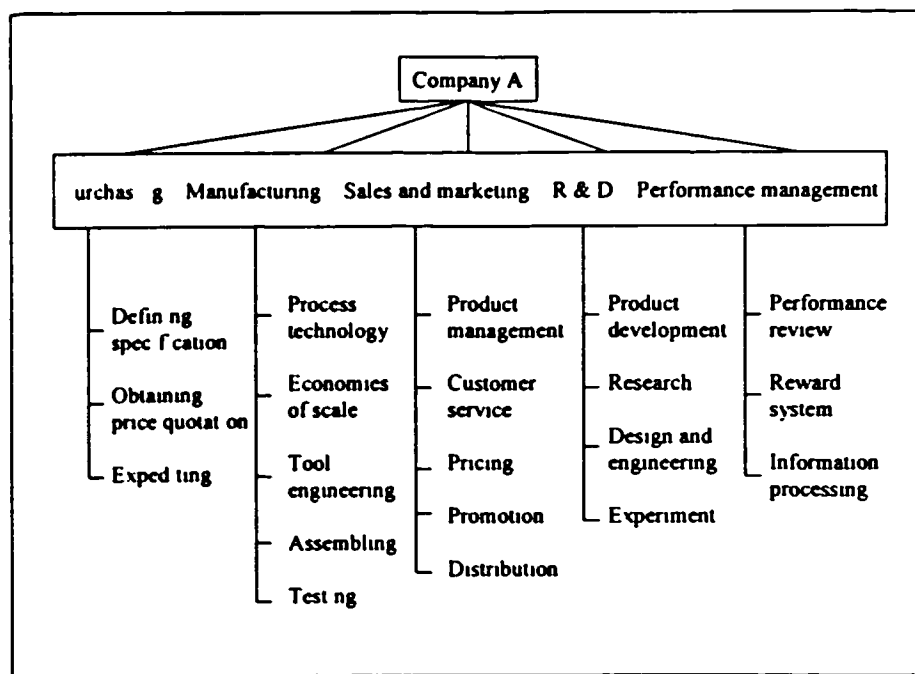 Company A
urchas g Manufacturing Sales and marketing R & D Performance management
Defin ng
spec f cation
Obtaining
price quotat on
Exped ting
Process
technology
Economies
of scale
Tool
engineering
Assembling
Test ng
Product
management
Customer
service
Pricing
Promotion
Distribution
Product
development
Research
Design and
engineering
Experiment
Performance
review
Reward
system
Information
processing